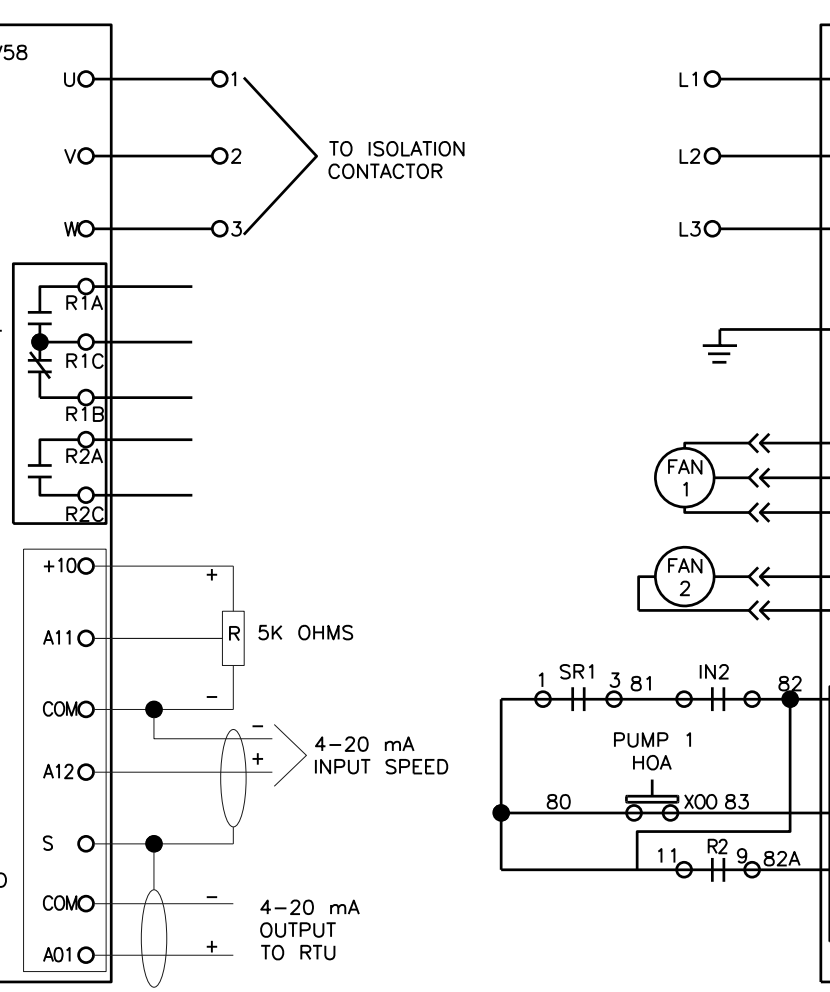 V58
U 1
V 2
W 3
TO ISOLATION
CONTACTOR
R1A
R1C
R1B
R2A
R2C
+10
+
A11
R 5K OHMS
COM
−
−
+
4-20 mA
INPUT SPEED
A12
S
COM
−
4-20 mA
OUTPUT
TO RTU
A01
+
L1
L2
L3
FAN
1
FAN
2
1 SR1 3 81 IN2 82
PUMP 1
HOA
80 X00 83
11 R2 9 82A